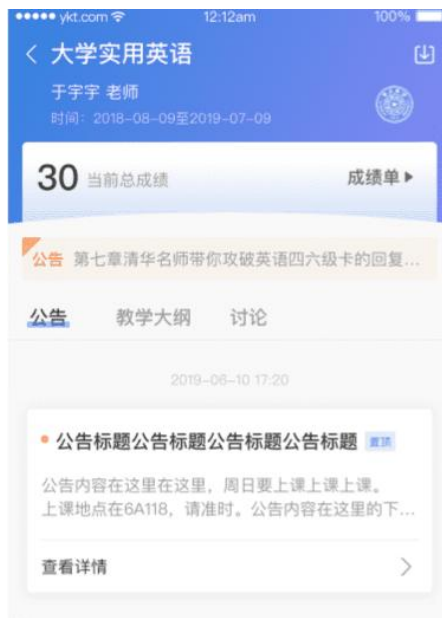 ykt.com 12:12am 100%
大学实用英语
于宇宇 老师
时间：2018-08-09至2019-07-09
30 当前总成绩 成绩单
公告 第七章清华名师带你攻破英语四六级卡的回复...
公告 教学大纲 讨论
2019-06-10 17:20
公告标题公告标题公告标题公告标题 置顶
公告内容在这里在这里，周日要上课上课上课。
上课地点在6A118，请准时。公告内容在这里的下...
查看详情